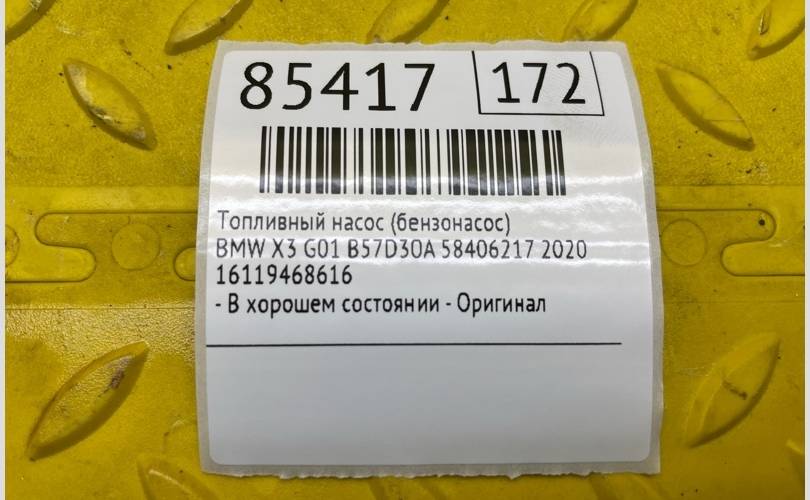 85417 172
Топливный насос (бензонасос)
BMW X3 G01 B57D30A 58406217 2020
16119468616
- В хорошем состоянии - Оригинал